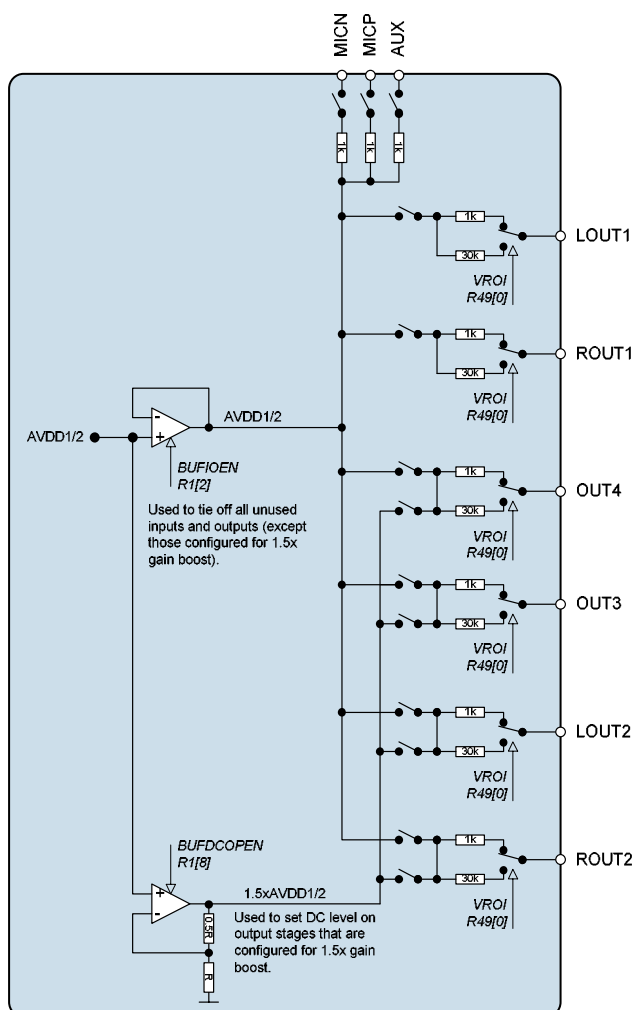 MICN
MICP
AUX
1k
1k
1k
1k
30k
LOUT1
VROI
R49[0]
1k
30k
ROUT1
VROI
R49[0]
AVDD1/2
-
+
AVDD1/2
BUFIOEN
R1[2]
Used to tie off all unused
inputs and outputs (except
those configured for 1.5x
gain boost).
1k
30k
OUT4
VROI
R49[0]
1k
30k
OUT3
VROI
R49[0]
1k
30k
LOUT2
VROI
R49[0]
1k
30k
ROUT2
VROI
R49[0]
BUFDCOPEN
R1[8]
+
-
1.5xAVDD1/2
0.5R
R
Used to set DC level on
output stages that are
configured for 1.5x gain
boost.